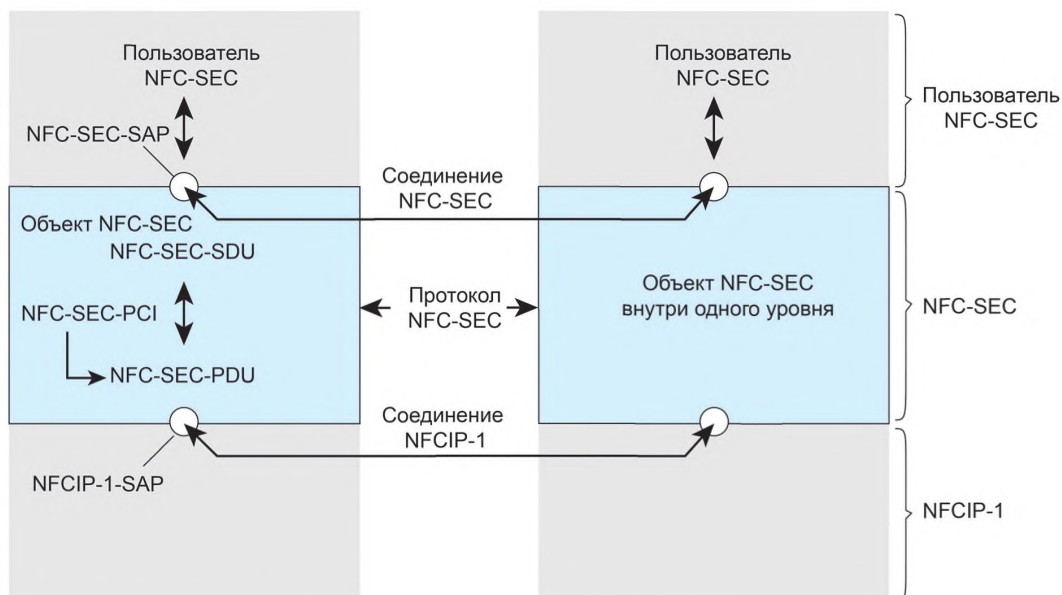 Пользователь
NFC-SEC
Пользователь
NFC-SEC
Пользователь
NFC-SEC
NFC-SEC-SAP
Соединение
NFC-SEC
Объект NFC-SEC
NFC-SEC-SDU
Объект NFC-SEC
внутри одного уровня
Протокол
NFC-SEC
NFC-SEC
NFC-SEC-PCI
NFC-SEC-PDU
Соединение
NFCIP-1
NFCIP-1-SAP
NFCIP-1